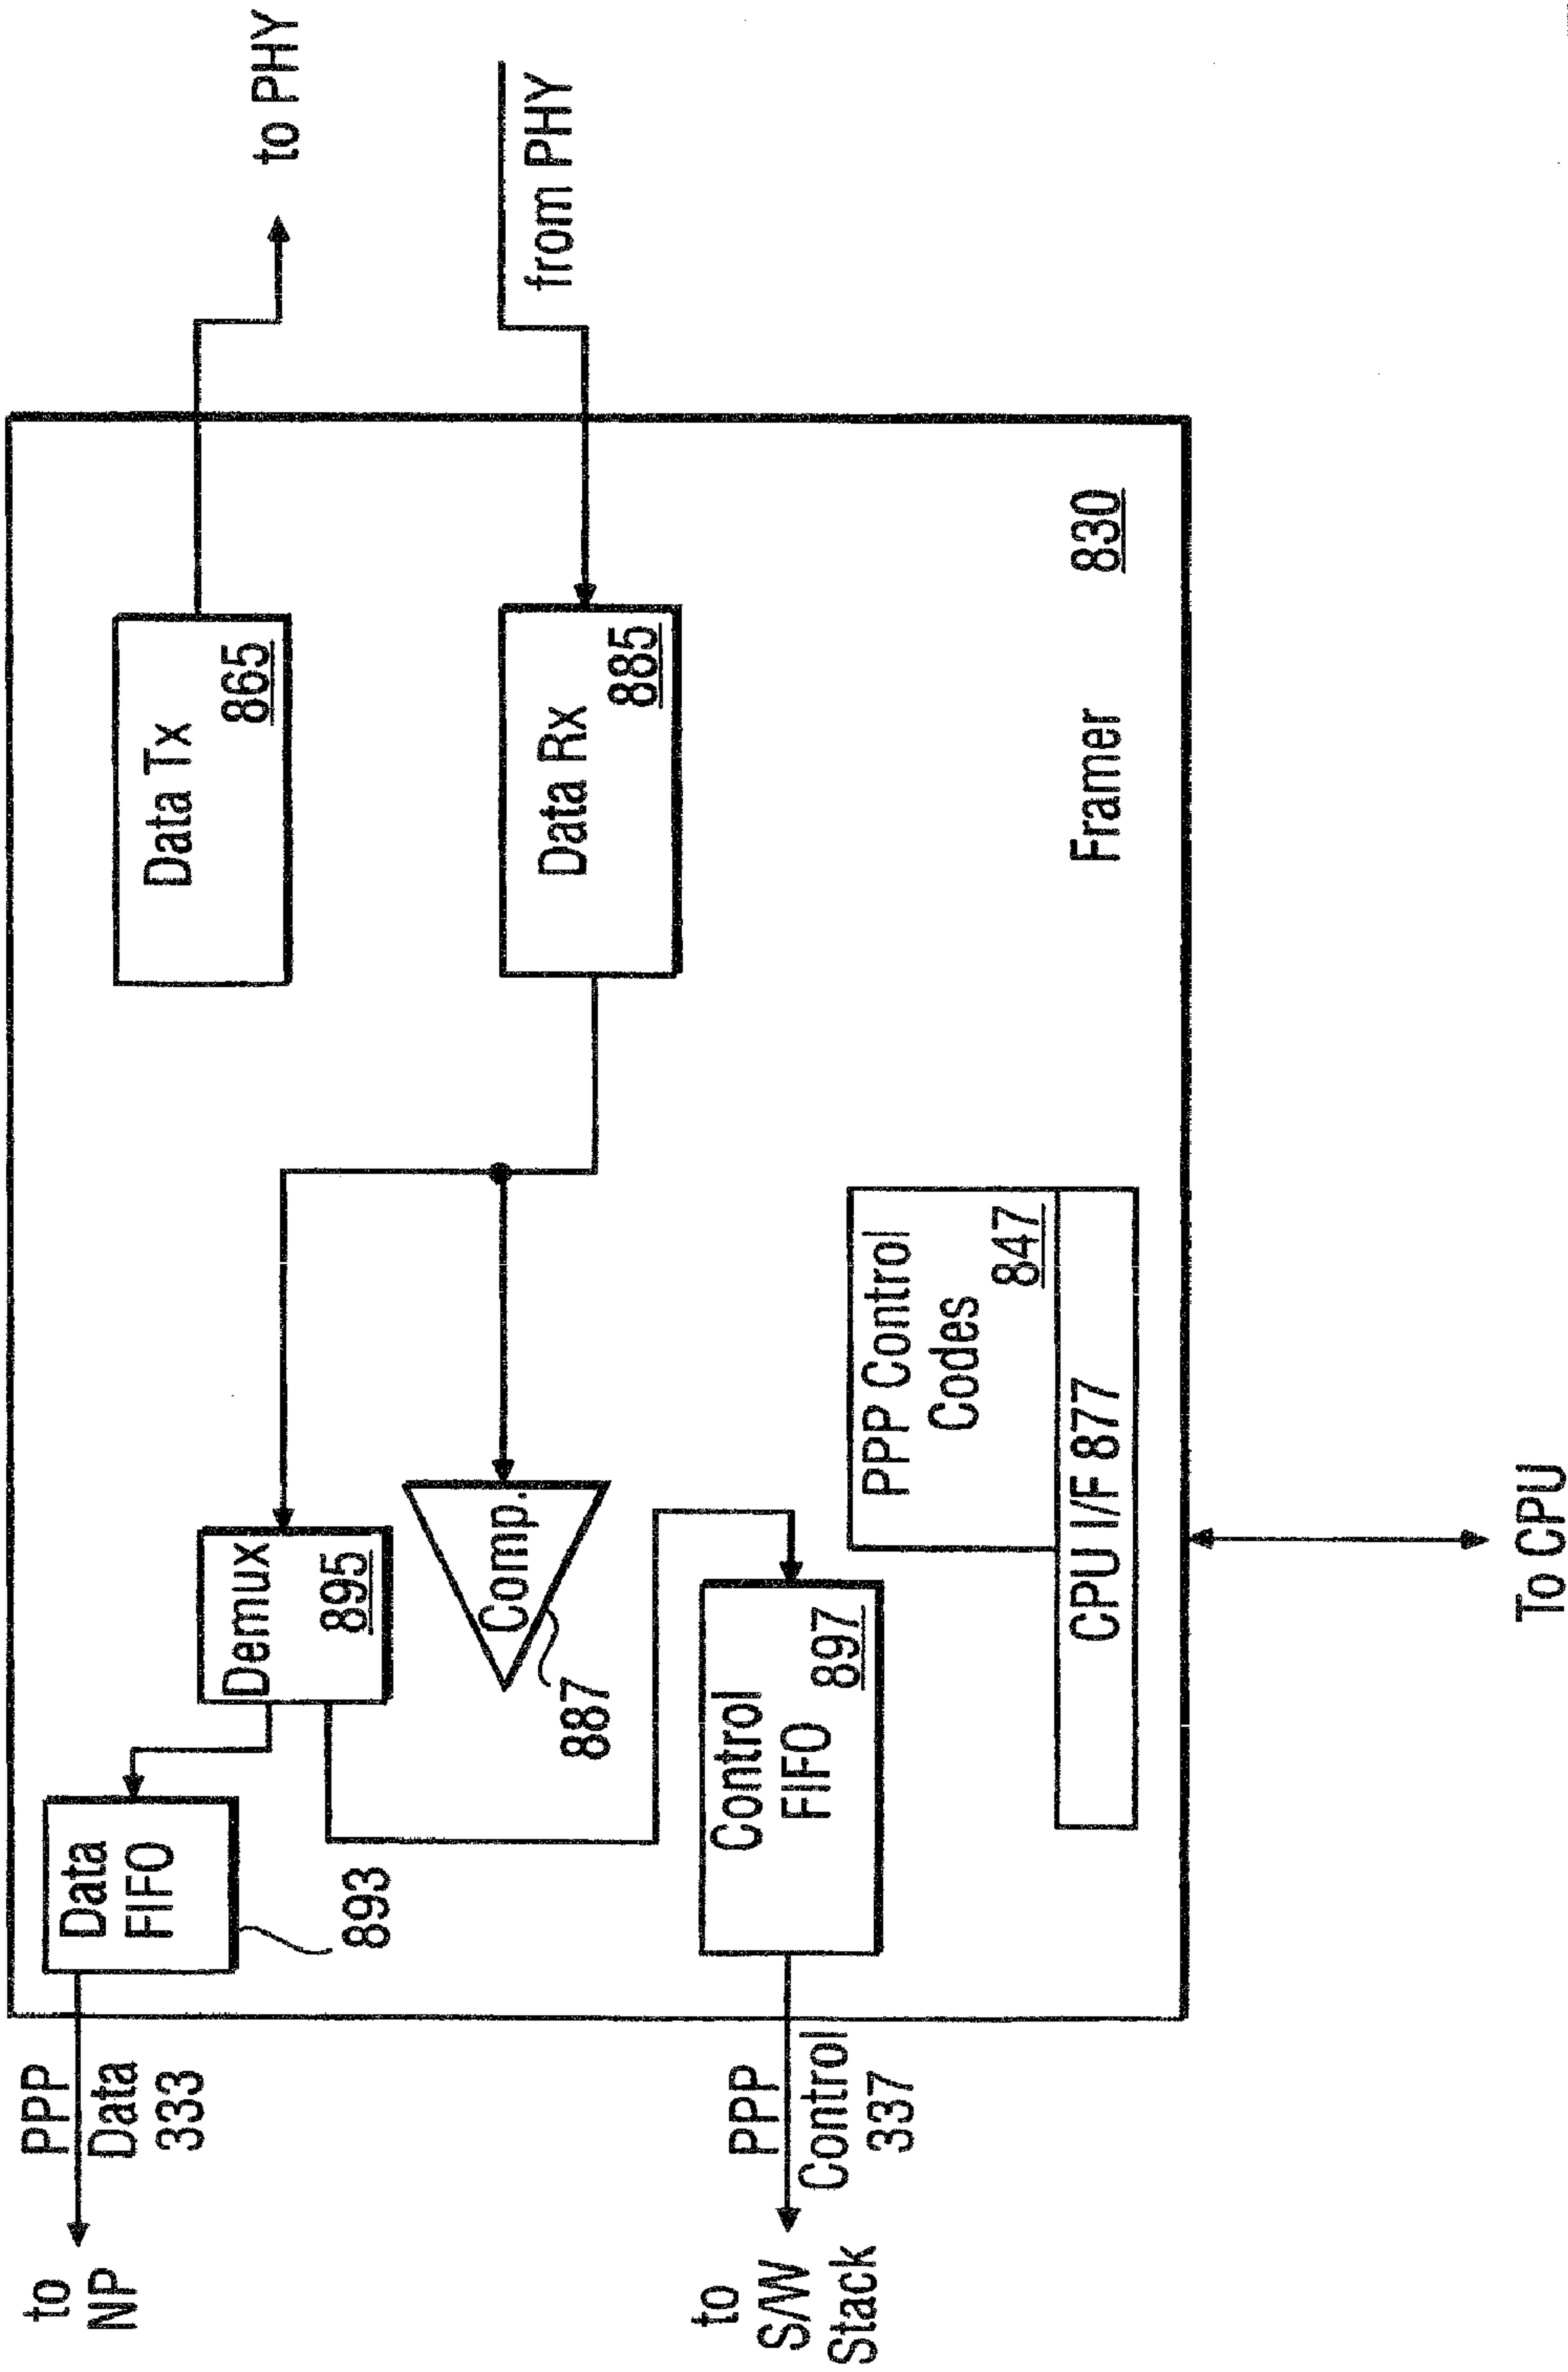 to
NP
PPP
Data
333
Data
FIFO
893
Demux
895
Comp.
887
Data Tx
865
to PHY
Data Rx
885
from PHY
to
S/W
Stack
PPP
Control
337
Control
FIFO
897
PPP Control
Codes
847
CPU I/F 877
Framer
830
To CPU